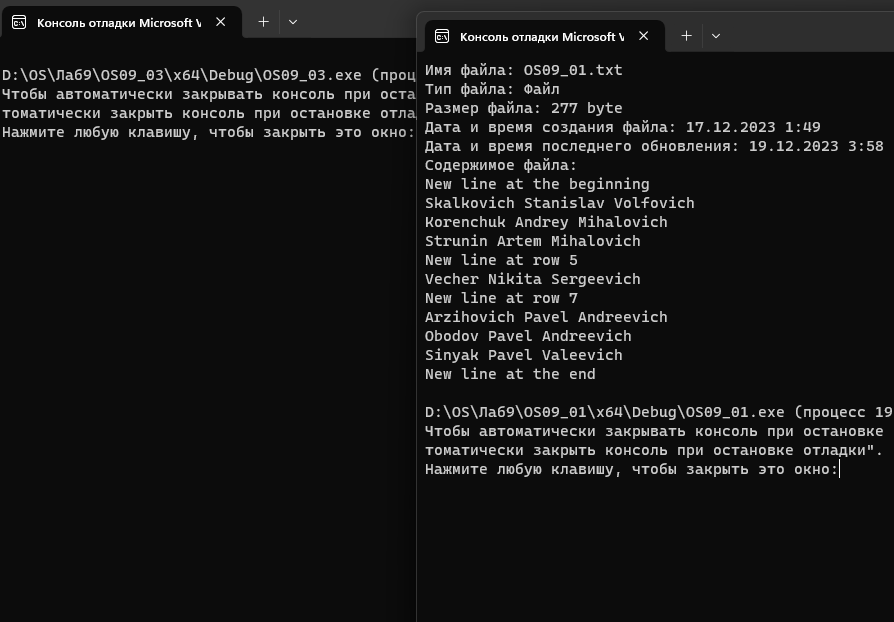 Консоль отладки Microsoft V
D:\OS\Лаб9\OS09_03\x64\Debug\OS09_03.exe (проц
Чтобы автоматически закрывать консоль при оста
томатически закрыть консоль при остановке отла
Нажмите любую клавишу, чтобы закрыть это окно:
Консоль отладки Microsoft V
Имя файла: OS09_01.txt
Тип файла: Файл
Размер файла: 277 byte
Дата и время создания файла: 17.12.2023 1:49
Дата и время последнего обновления: 19.12.2023 3:58
Содержимое файла:
New line at the beginning
Skalkovich Stanislav Volfovich
Korenchuk Andrey Mihalovich
Strunin Artem Mihalovich
New line at row 5
Vecher Nikita Sergeevich
New line at row 7
Arzihovich Pavel Andreevich
Obodov Pavel Andreevich
Sinyak Pavel Valeevich
New line at the end
D:\OS\Лаб9\OS09_01\x64\Debug\OS09_01.exe (процесс 19
Чтобы автоматически закрывать консоль при остановке
томатически закрыть консоль при остановке отладки".
Нажмите любую клавишу, чтобы закрыть это окно: